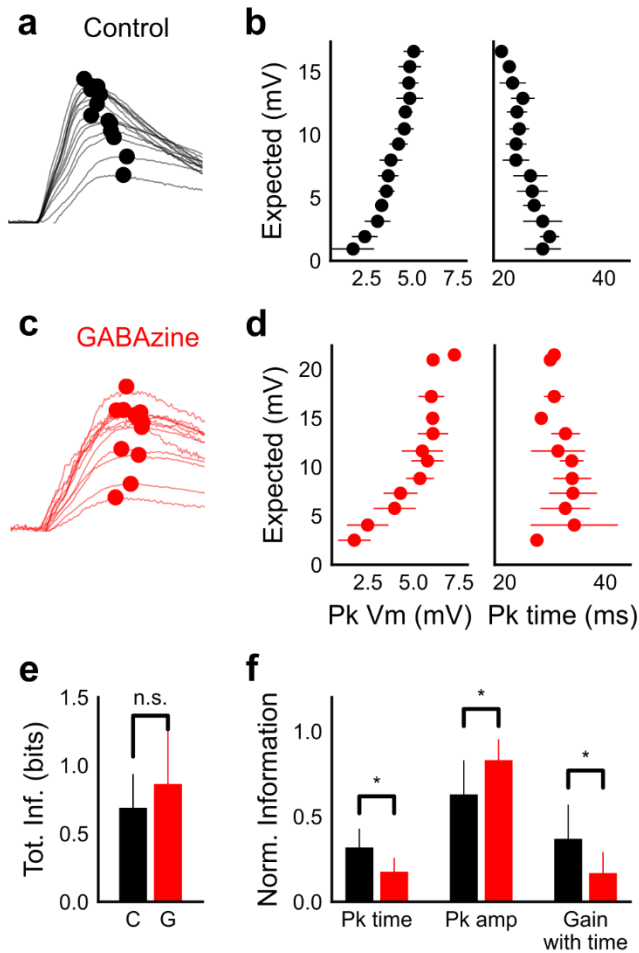 a
Control
b
Expected (mV)
15
10
5
0
2.5
5.0
7.5
20
40
c
GABAzine
d
Expected (mV)
20
15
10
5
0
2.5
5.0
7.5
20
40
Pk Vm (mV)
Pk time (ms)
e
Tot. Inf. (bits)
1.5
1.0
0.5
0.0
n.s.
C
G
f
Norm. Information
1.0
0.5
0.0
*
*
*
Pk time
Pk amp
Gain
with time